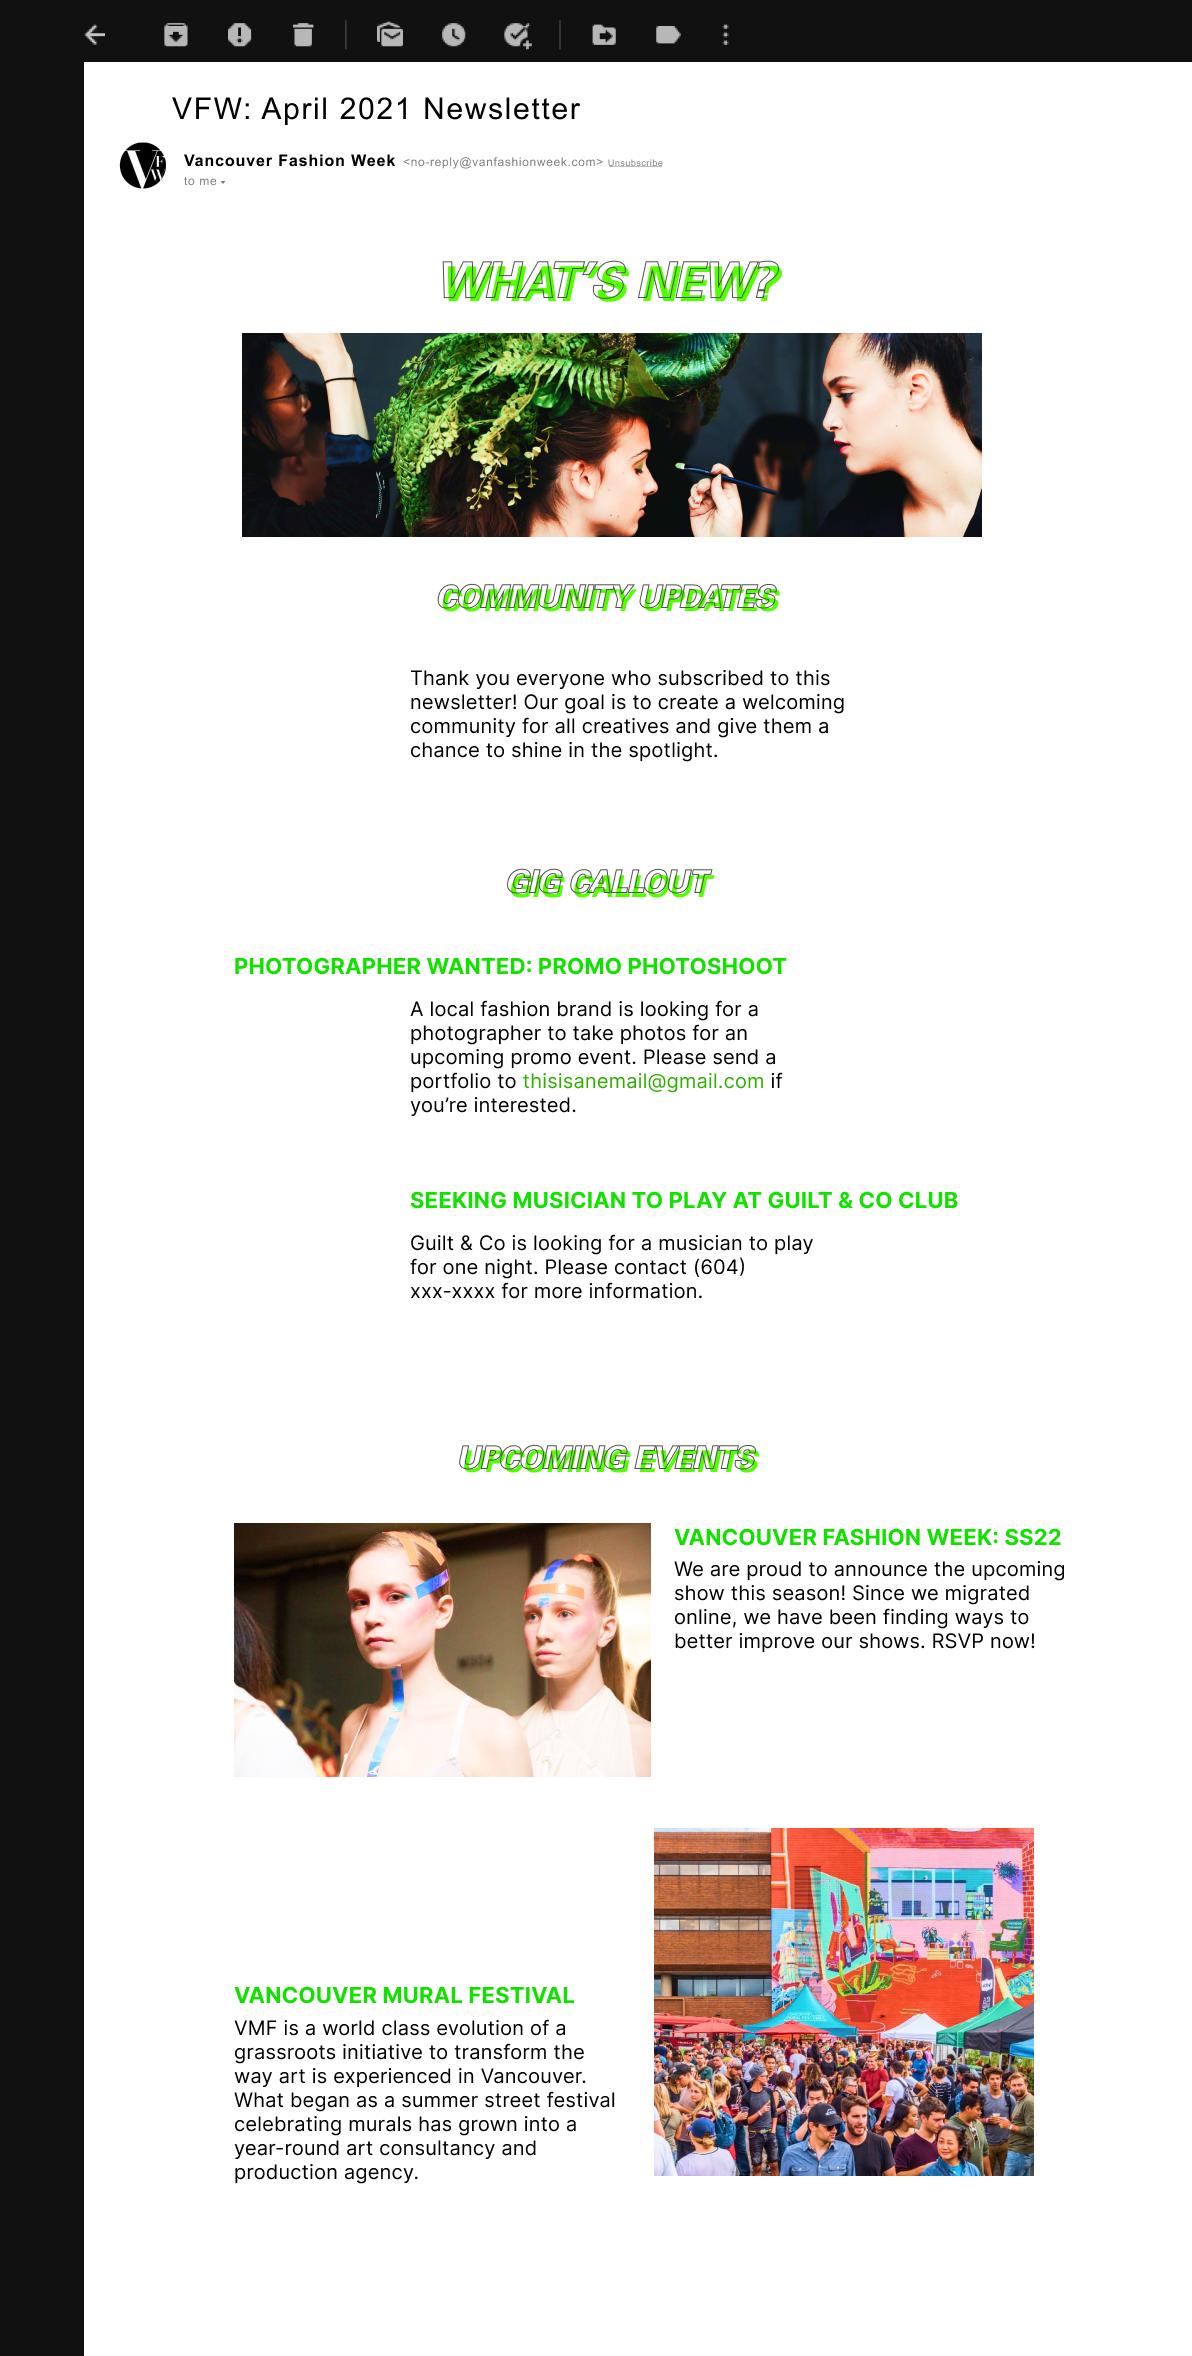 VFW: April 2021 Newsletter
Vancouver Fashion Week <no-reply@vanfashionweek.com> Unsubscribe
to me
WHAT'S NEW?
COMMUNITY UPDATES
Thank you everyone who subscribed to this
newsletter! Our goal is to create a welcoming
community for all creatives and give them a
chance to shine in the spotlight.
GIG CALLOUT
PHOTOGRAPHER WANTED: PROMO PHOTOSHOOT
A local fashion brand is looking for a
photographer to take photos for an
upcoming promo event. Please send a
portfolio to thisisanemail@gmail.com if
you're interested.
SEEKING MUSICIAN TO PLAY AT GUILT & CO CLUB
Guilt & Co is looking for a musician to play
for one night. Please contact (604)
xxx-xxxx for more information.
UPCOMING EVENTS
VANCOUVER FASHION WEEK: SS22
We are proud to announce the upcoming
show this season! Since we migrated
online, we have been finding ways to
better improve our shows. RSVP now!
VANCOUVER MURAL FESTIVAL
VMF is a world class evolution of a
grassroots initiative to transform the
way art is experienced in Vancouver.
What began as a summer street festival
celebrating murals has grown into a
year-round art consultancy and
production agency.